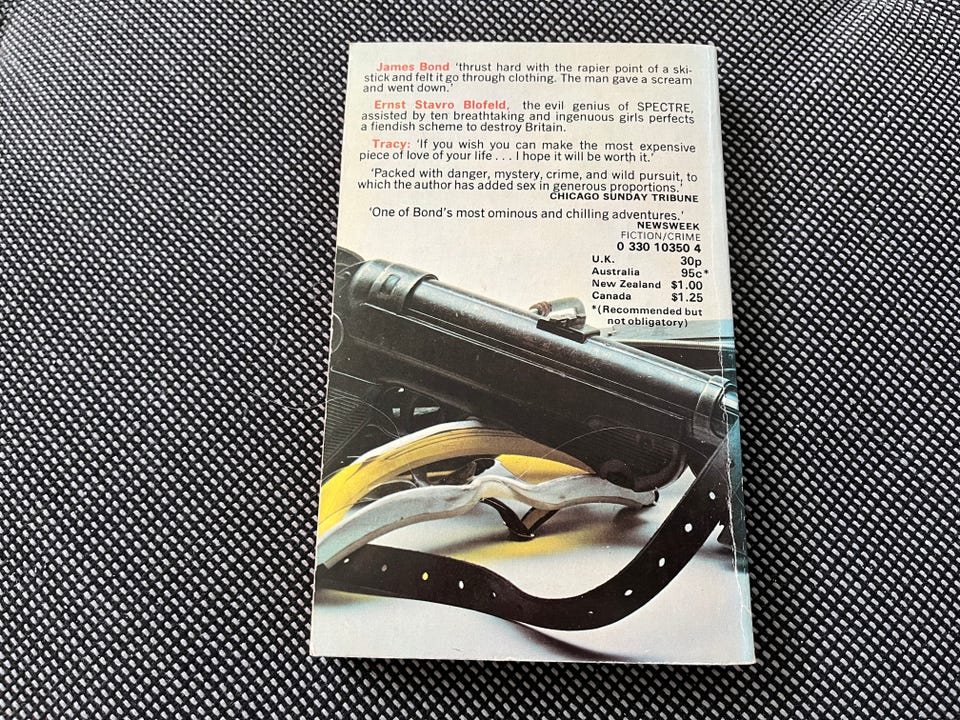 James Bond 'thrust hard with the rapier point of a ski-
stick and felt it go through clothing. The man gave a scream
and went down.'
Ernst Stavro Blofeld, the evil genius of SPECTRE,
assisted by ten breathtaking and ingenuous girls perfects
a fiendish scheme to destroy Britain.
Tracy: 'If you wish you can make the most expensive
piece of love of your life . . . I hope it will be worth it.'
'Packed with danger, mystery, crime, and wild pursuit, to
which the author has added sex in generous proportions.'
CHICAGO SUNDAY TRIBUNE
'One of Bond's most ominous and chilling adventures.'
NEWSWEEK
FICTION/CRIME
0 330 10350 4
U.K. 30p
Australia 95c*
New Zealand $1.00
Canada $1.25
*(Recommended but
not obligatory)